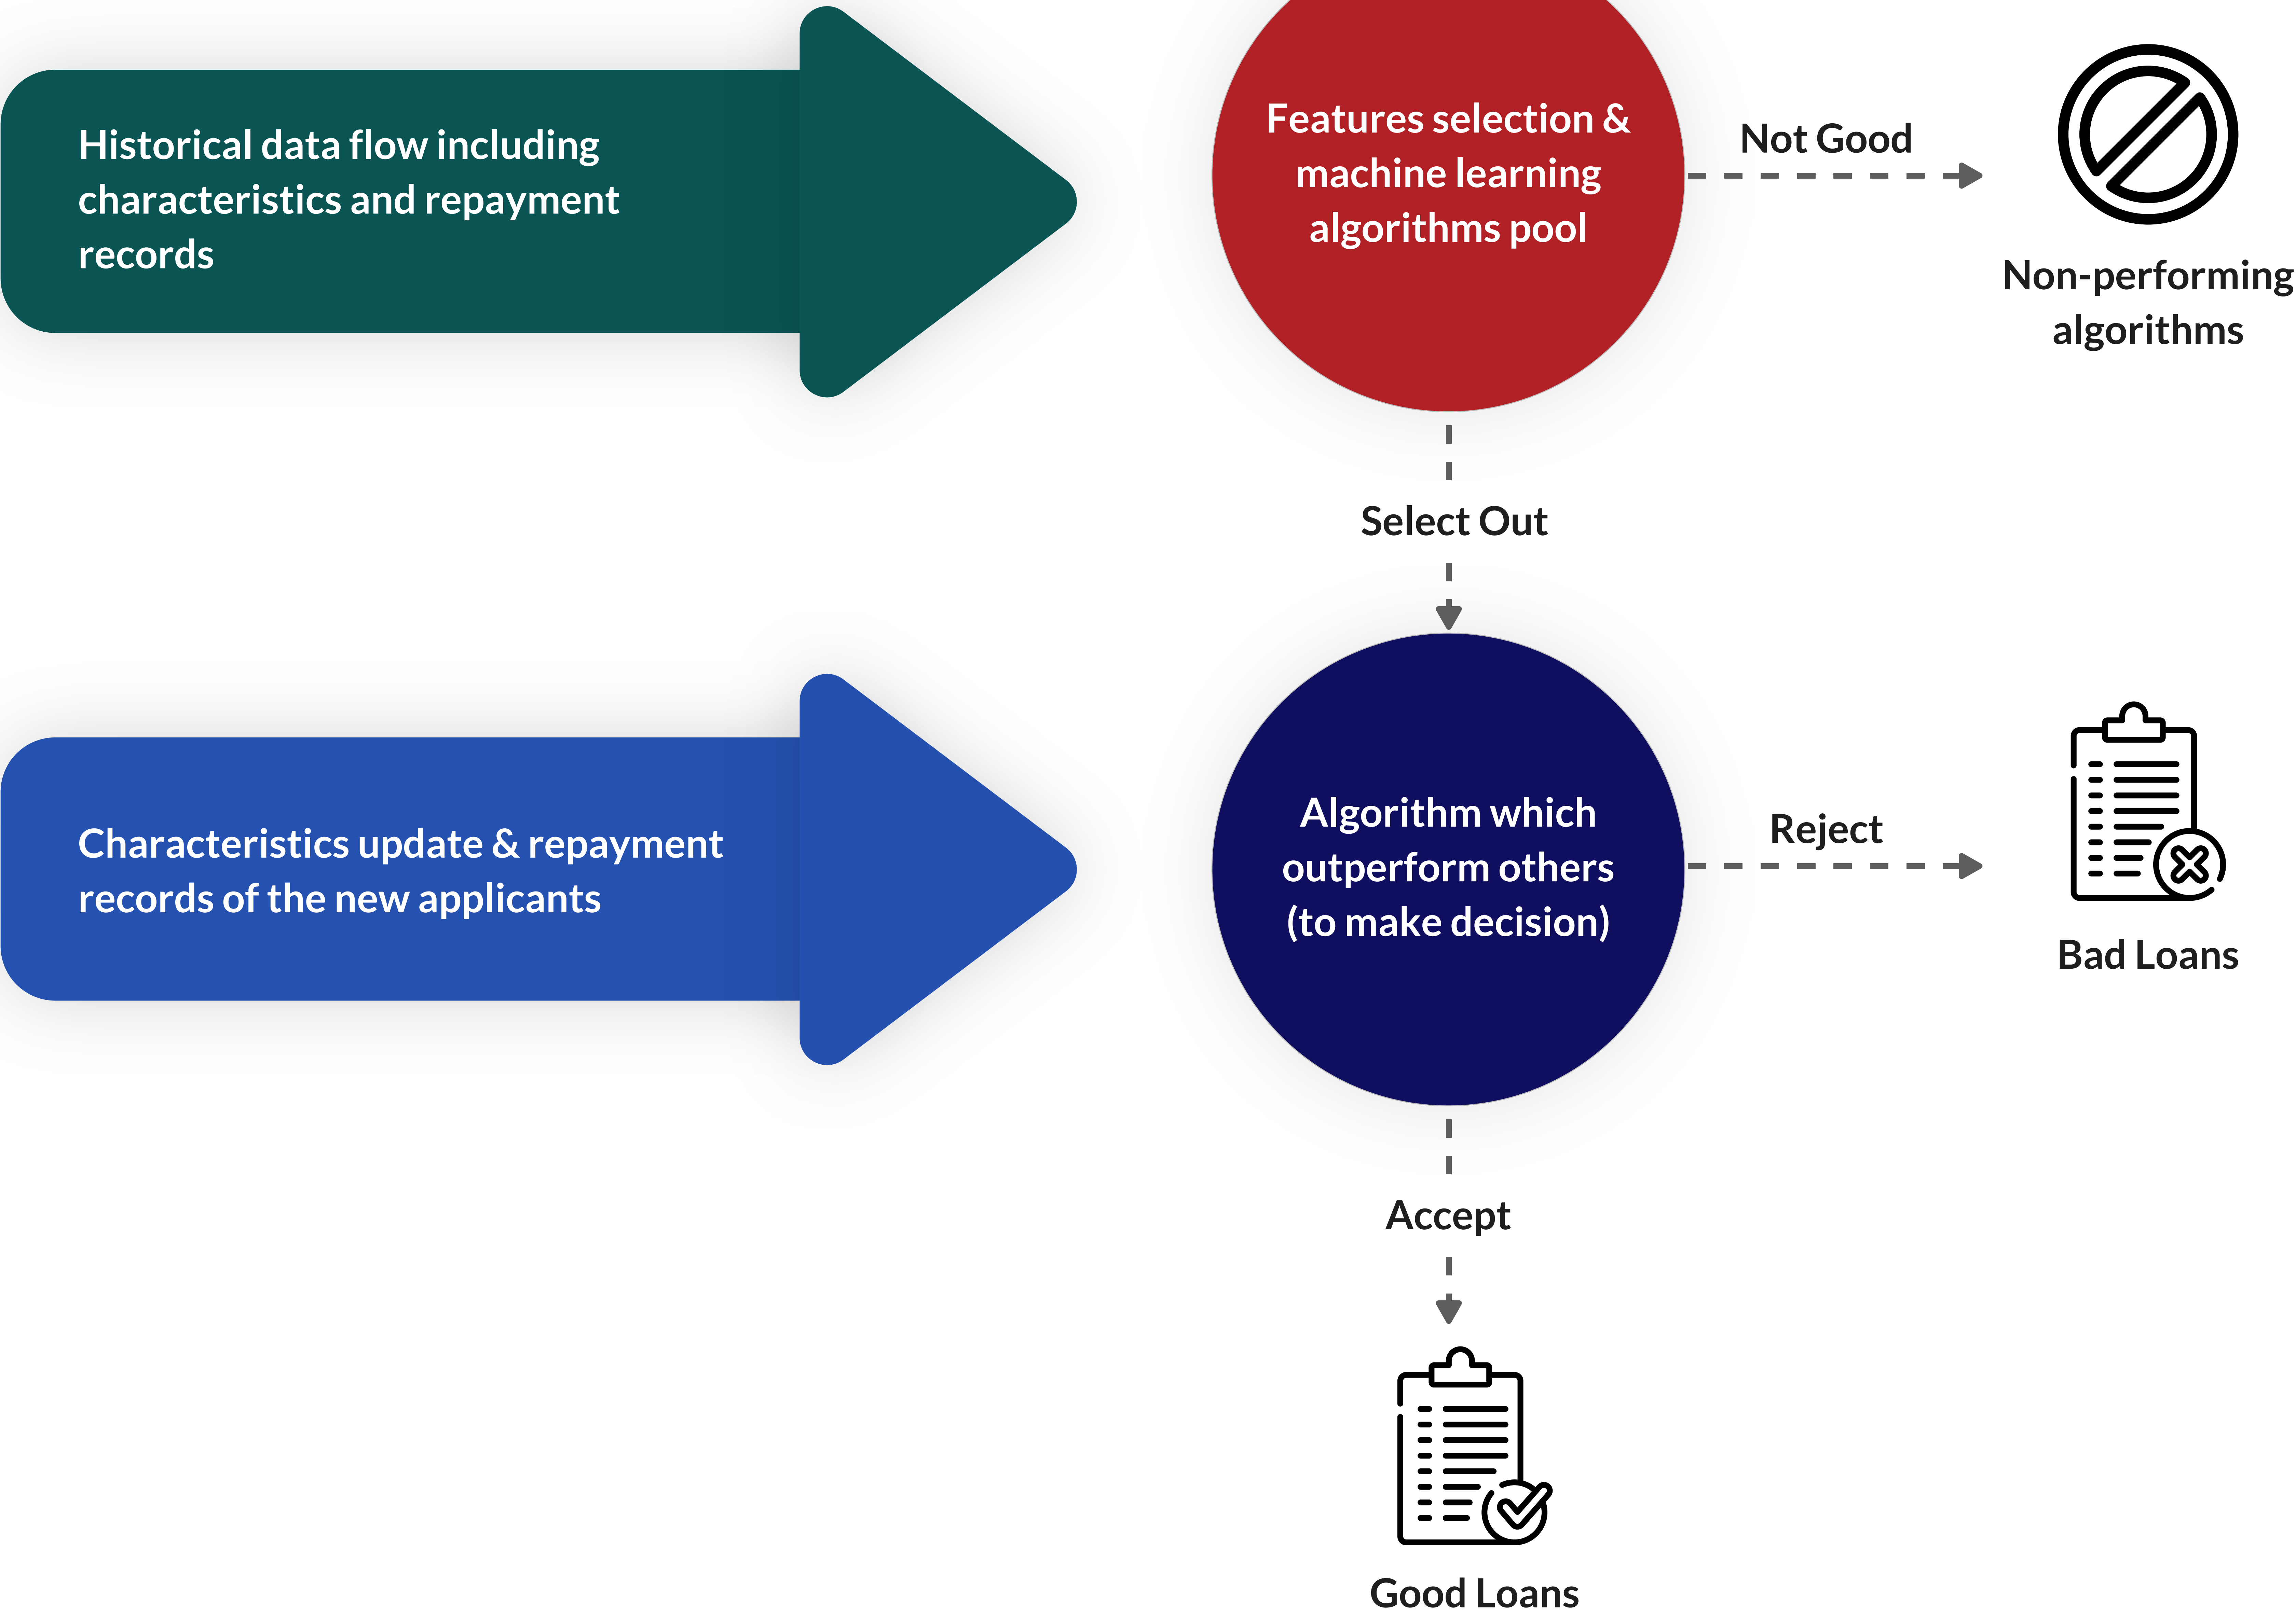 Historical data flow including
characteristics and repayment
records
Features selection &
machine learning
algorithms pool
Not Good
Non-performing
algorithms
Select Out
Characteristics update & repayment
records of the new applicants
Algorithm which
outperform others
(to make decision)
Reject
Bad Loans
Accept
Good Loans